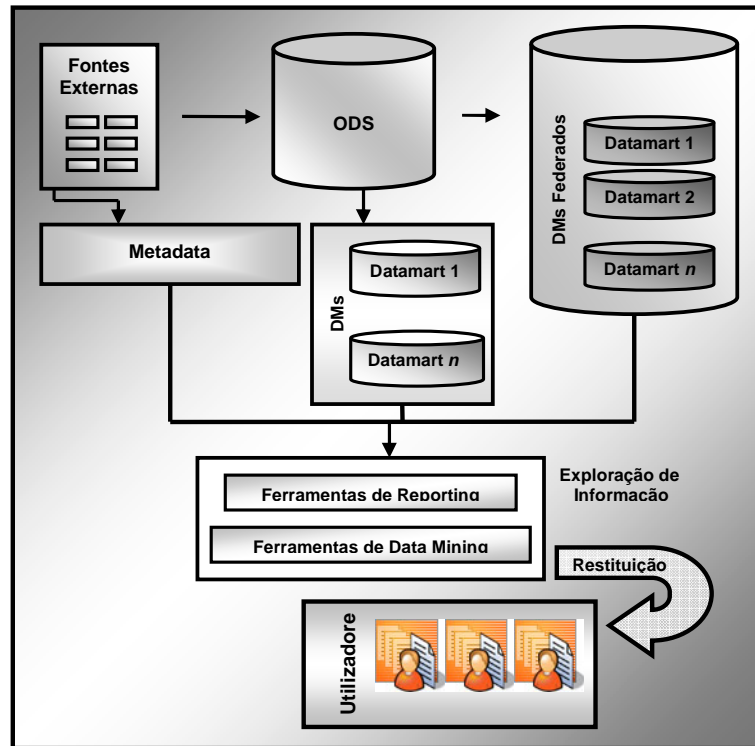 Fontes
Externas
ODS
DMs Federados
Datamart 1
Datamart 2
Datamart n
Metadata
DMs
Datamart 1
Datamart n
Ferramentas de Reporting
Ferramentas de Data Mining
Exploração de
Informação
Restituição
Utilizadore